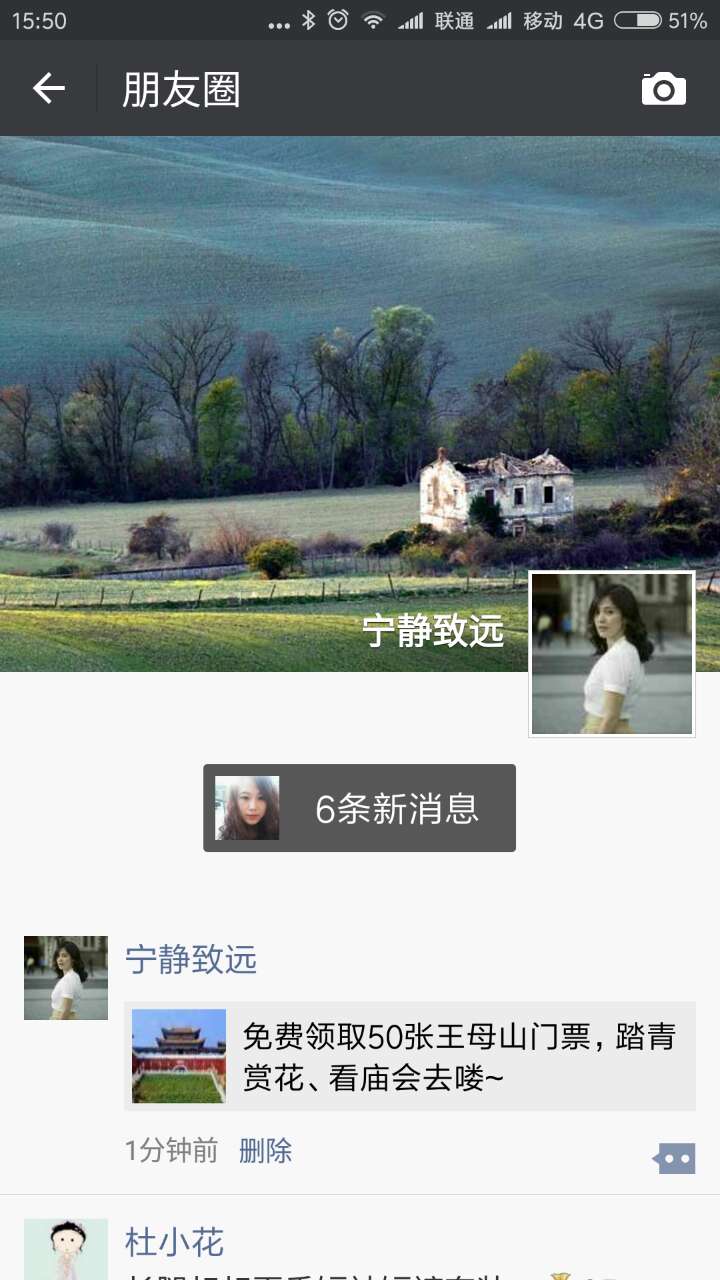 15:50 ... 联通 移动 4G 51%
朋友圈
宁静致远
6条新消息
宁静致远
免费领取50张王母山门票，踏青
赏花、看庙会去喽~
1分钟前 删除
杜小花